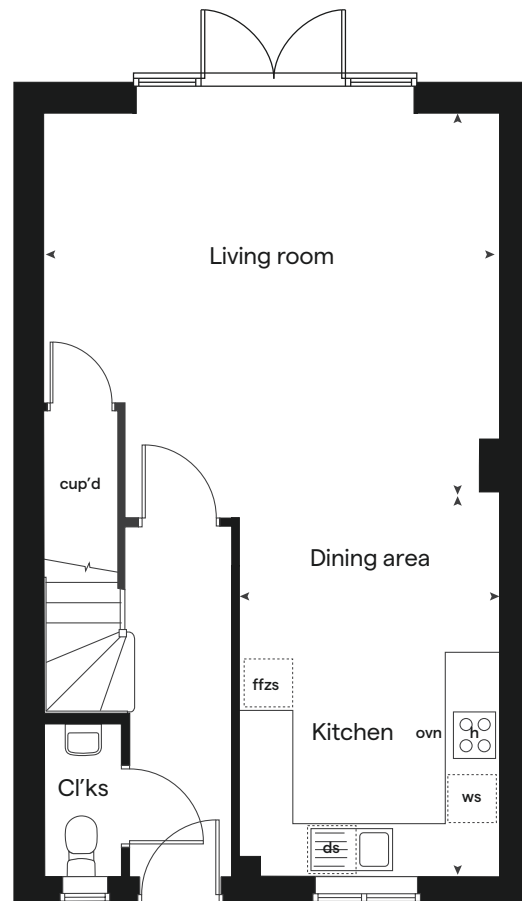 Living room
cup’d
Dining area
ffzs
Kitchen
ovn
h
ws
Cl’ks
ds